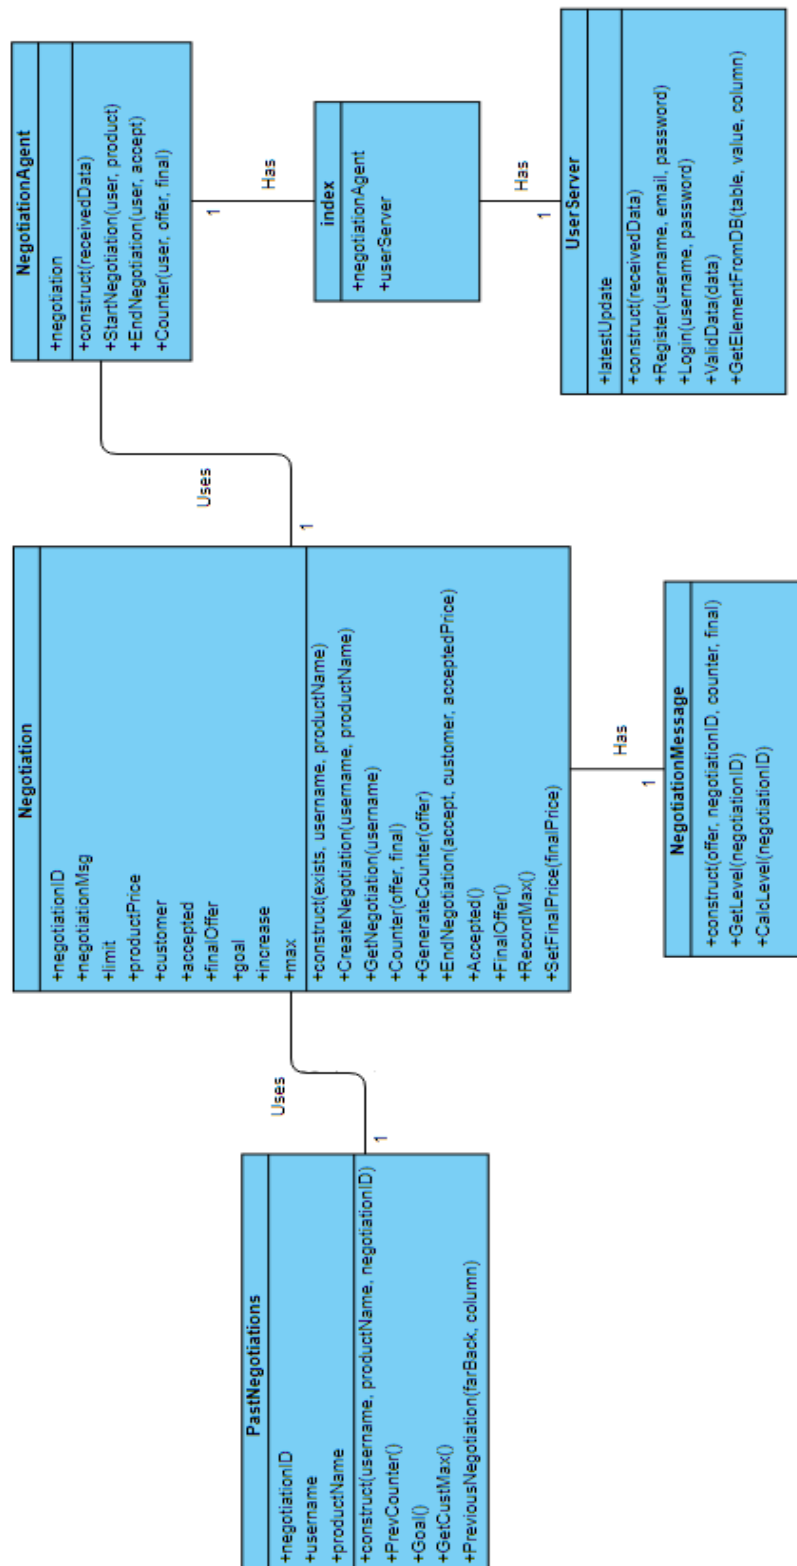 PastNegotiations
+negotiationID
+username
+productName
+construct(username, productName, negotiationID)
+PrevCounter()
+Goal()
+GetCustMax()
+PreviousNegotiation(farBack, column)
Uses
1
Negotiation
+negotiationID
+negotiationMsg
+limit
+productPrice
+customer
+accepted
+finalOffer
+goal
+increase
+max
+construct(exists, username, productName)
+CreateNegotiation(username, productName)
+GetNegotiation(username)
+Counter(offer, final)
+GenerateCounter(offer)
+EndNegotiation(accept, customer, acceptedPrice)
+Accepted()
+FinalOffer()
+RecordMax()
+SetFinalPrice(finalPrice)
Has
1
NegotiationMessage
+construct(offer, negotiationID, counter, final)
+GetLevel(negotiationID)
+CalcLevel(negotiationID)
Uses
1
NegotiationAgent
+negotiation
+construct(receivedData)
+StartNegotiation(user, product)
+EndNegotiation(user, accept)
+Counter(user, offer, final)
Has
1
index
+negotiationAgent
+userServer
Has
1
UserServer
+latestUpdate
+construct(receivedData)
+Register(username, email, password)
+Login(username, password)
+ValidData(data)
+GetElementFromDB(table, value, column)